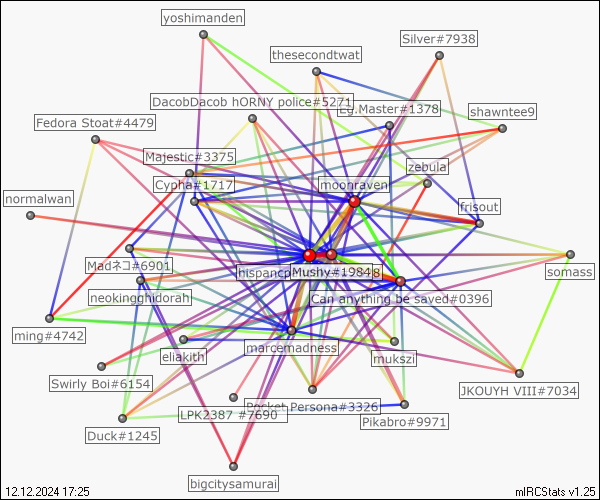 yoshimanden
Silver#7938
thesecondtwat
DacobDacob hORNY police#5271
Master#1378
shawntee9
Fedora Stoat#4479
Majestic#3375
zebula
Cypha#1717
moonraven
normalwan
frisout
Madネコ#6901
hispancp
Mushy#1984
somass
neokingghidorah
Can anything be saved#0396
ming#4742
marcemadness
eliakith
mukszi
Swirly Boi#6154
JKOUYH VIII#7034
Pocket Persona#3326
LPK2387 #7690
Pikabro#9971
Duck#1245
bigcitysamurai
12.12.2024 17:25
mIRCStats v1.25